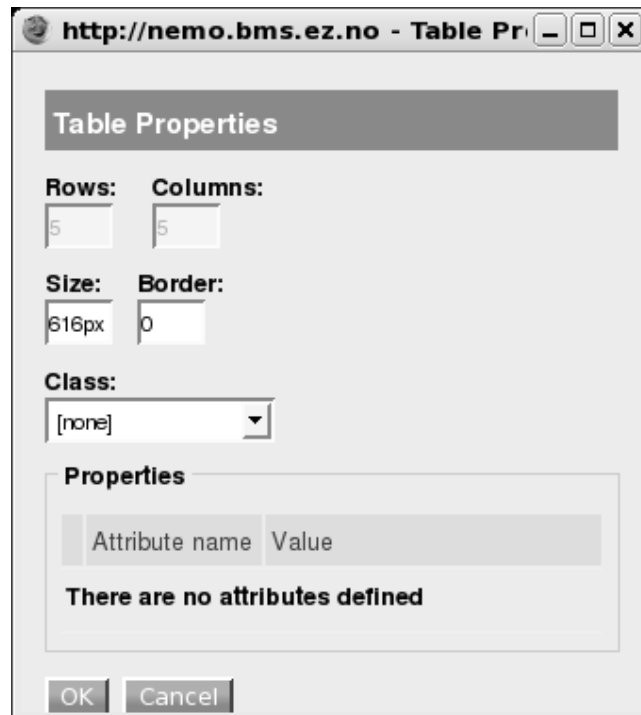 http://nemo.bms.ez.no - Table Pr
Table Properties
Rows: Columns:
5 5
Size: Border:
616px 0
Class:
[none]
Properties
Attribute name Value
There are no attributes defined
OK Cancel